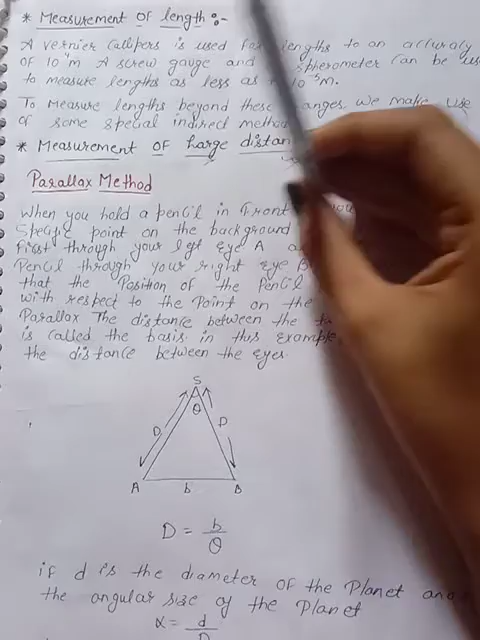 * Measurement of length :-
A vernier callipers is used for lengths to an accuracy
of 10⁻⁴m A screw gauge and spherometer can be
to measure lengths as less as 10⁻⁵m.
To Measure lengths beyond these ranges we make use
of some special indirect
* Measurement of harge
Parallax Method
When you hold a pencil in Front
Specific point on the background
First through your left eye A
Pencil through your right eye B
that the Position of the Pencil
with respect to the Point on the
Parallax The distance between the
is called the basis in this example
the distance between the eyes
S
θ
D D
A b B
D = b/θ
if d is the diameter of the Planet and
the angular size of the Planet
α = d/D